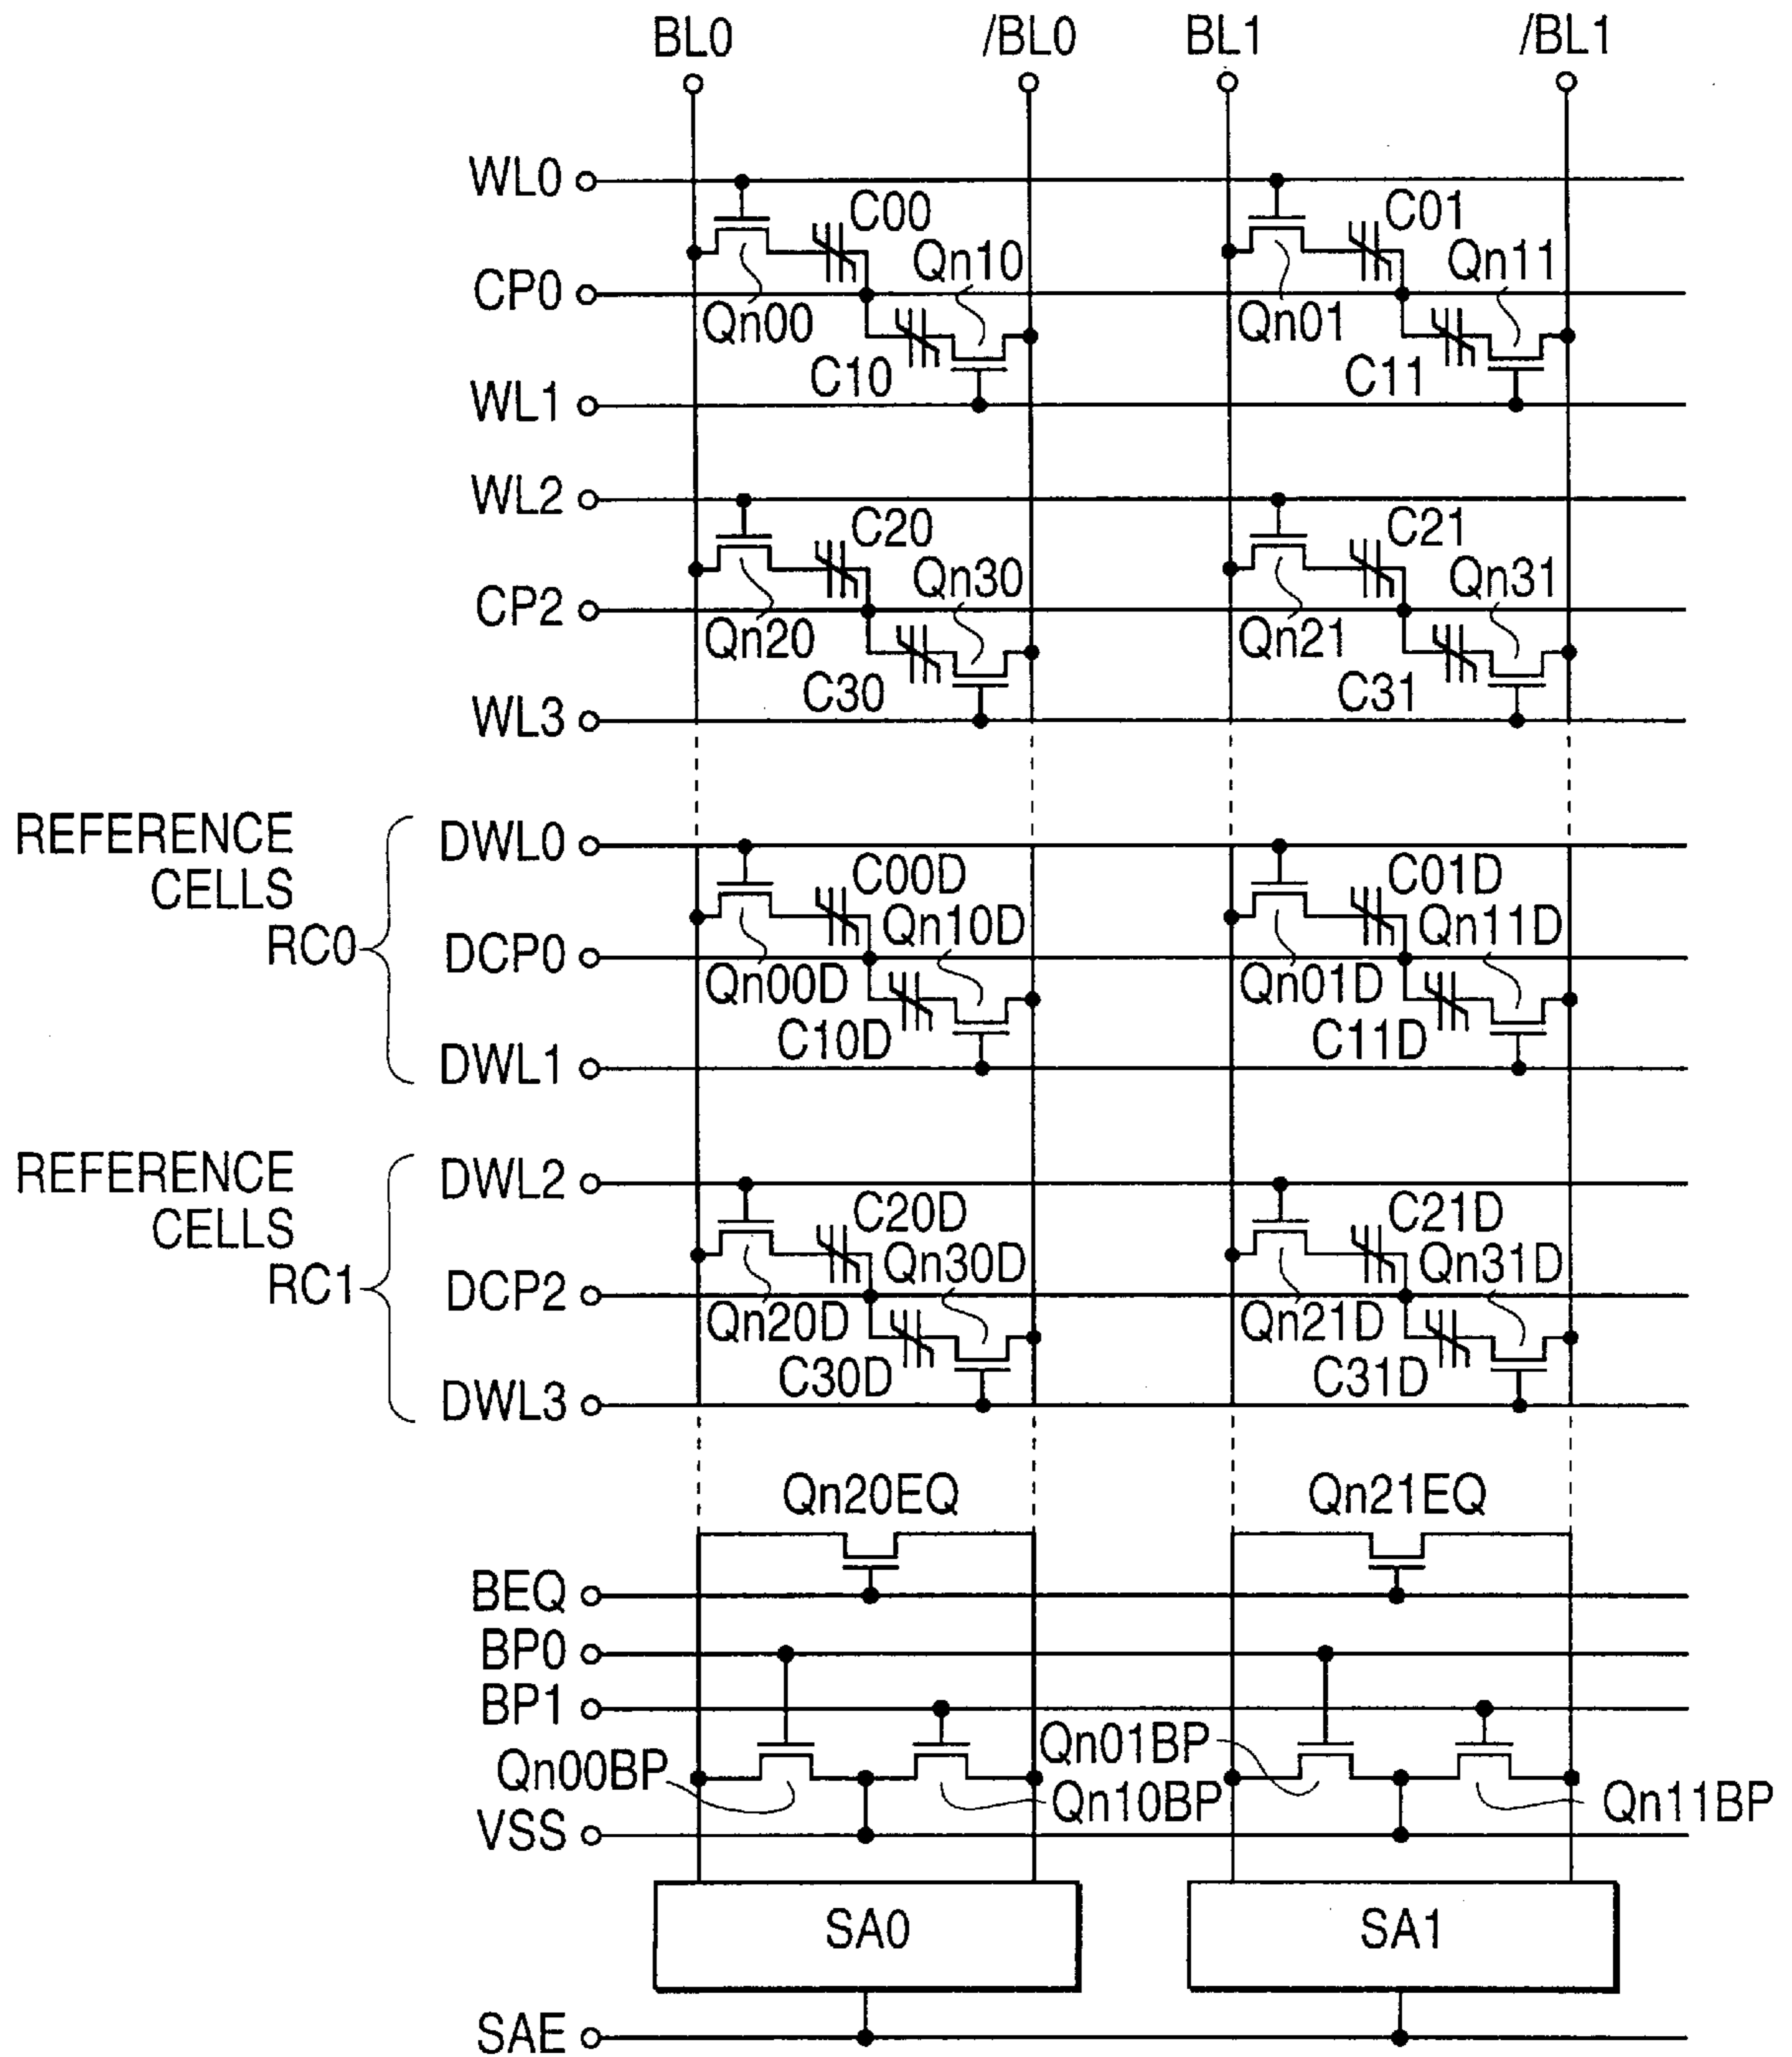 BL0 /BL0 BL1 /BL1
WL0
C00 C01
Qn10 Qn11
CP0
Qn00 Qn01
C10 C11
WL1
WL2
C20 C21
Qn30 Qn31
CP2
Qn20 Qn21
C30 C31
WL3
REFERENCE
CELLS
RC0
DWL0
C00D C01D
Qn10D Qn11D
DCP0
Qn00D Qn01D
C10D C11D
DWL1
REFERENCE
CELLS
RC1
DWL2
C20D C21D
Qn30D Qn31D
DCP2
Qn20D Qn21D
C30D C31D
DWL3
Qn20EQ Qn21EQ
BEQ
BP0
BP1
Qn00BP Qn01BP
Qn10BP Qn11BP
VSS
SA0 SA1
SAE